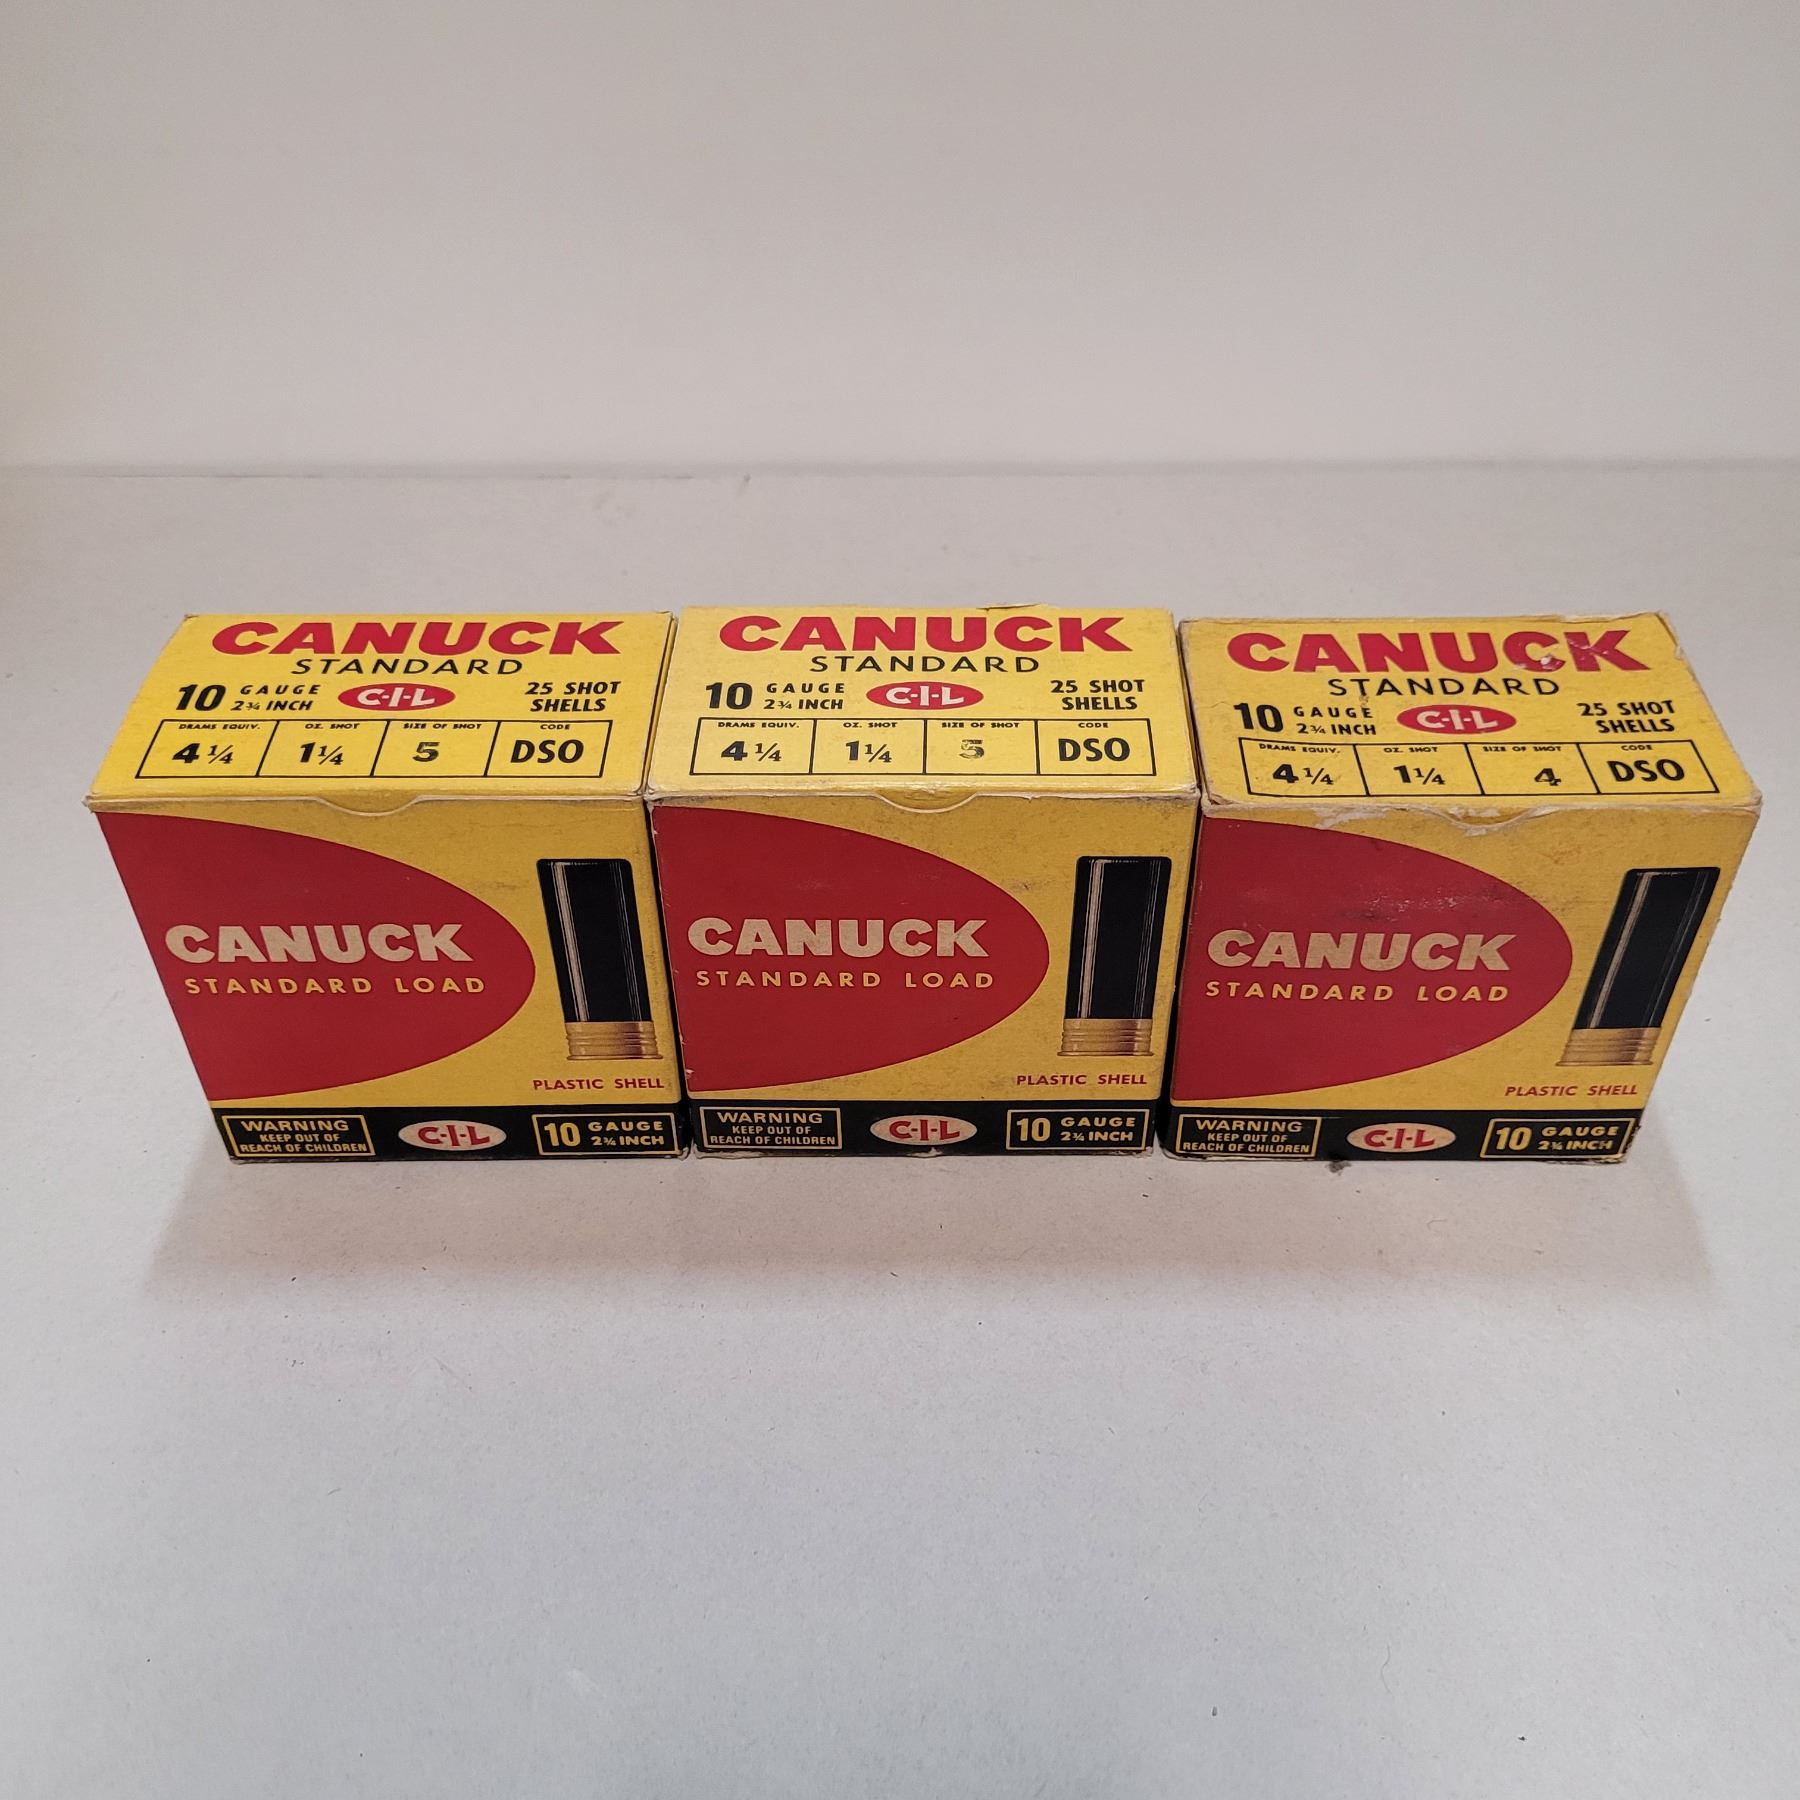 CANUCK
STANDARD
10 GAUGE 2¾ INCH C-I-L 25 SHOT SHELLS
DRAMS EQUIV. OZ. SHOT SIZE OF SHOT CODE
4 ¼ 1¼ 5 DSO
CANUCK
STANDARD LOAD
PLASTIC SHELL
WARNING
KEEP OUT OF
REACH OF CHILDREN
C-I-L
10 GAUGE
2¾ INCH
CANUCK
STANDARD
10 GAUGE 2¾ INCH C-I-L 25 SHOT SHELLS
DRAMS EQUIV. OZ. SHOT SIZE OF SHOT CODE
4 ¼ 1¼ 5 DSO
CANUCK
STANDARD LOAD
PLASTIC SHELL
WARNING
KEEP OUT OF
REACH OF CHILDREN
C-I-L
10 GAUGE
2¾ INCH
CANUCK
STANDARD
10 GAUGE 2¾ INCH C-I-L 25 SHOT SHELLS
DRAMS EQUIV. OZ. SHOT SIZE OF SHOT CODE
4 ¼ 1¼ 4 DSO
CANUCK
STANDARD LOAD
PLASTIC SHELL
WARNING
KEEP OUT OF
REACH OF CHILDREN
C-I-L
10 GAUGE
2¾ INCH